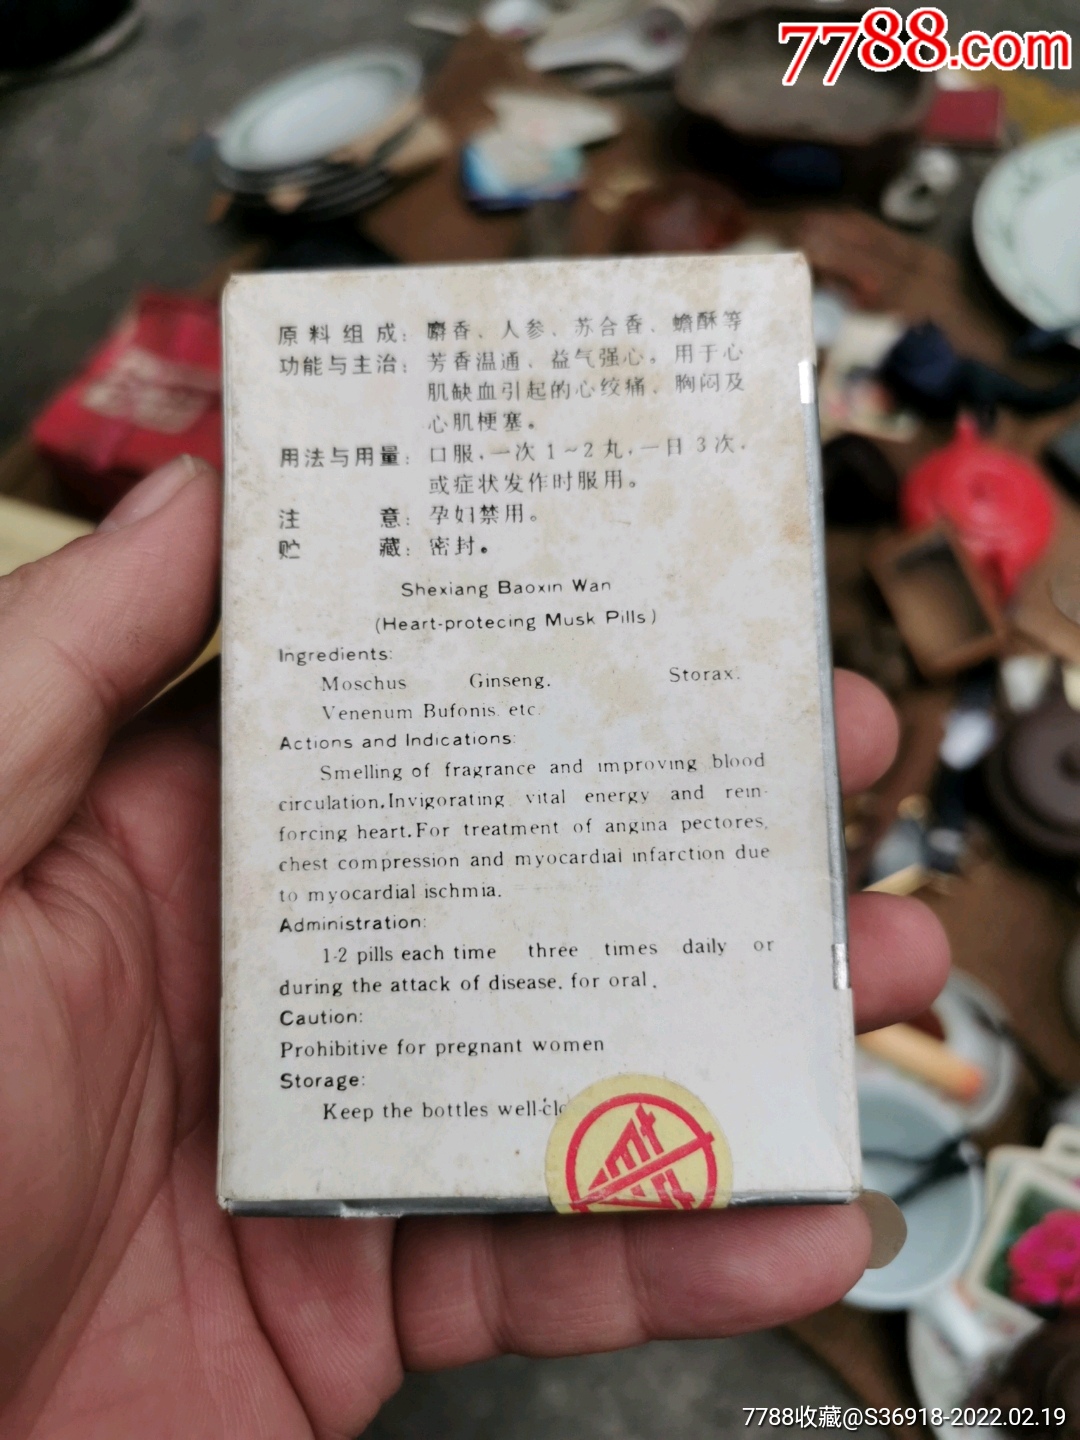 7788.com
原料组成：麝香、人参、苏合香、蟾酥等
功能与主治：芳香温通、益气强心。用于心
肌缺血引起的心绞痛、胸闷及
心肌梗塞。
用法与用量：口服，一次1～2丸，一日3次，
或症状发作时服用。
注 意：孕妇禁用。
贮 藏：密封。
Shexiang Baoxin Wan
(Heart-protecing Musk Pills)
Ingredients:
Moschus Ginseng. Storax.
Venenum Bufonis. etc.
Actions and Indications:
Smelling of fragrance and improving blood
circulation.Invigorating vital energy and rein-
forcing heart.For treatment of angina pectores,
chest compression and myocardial infarction due
to myocardial ischmia.
Administration:
1-2 pills each time three times daily or
during the attack of disease. for oral.
Caution:
Prohibitive for pregnant women
Storage:
Keep the bottles well-clo
7788收藏@S36918-2022.02.19